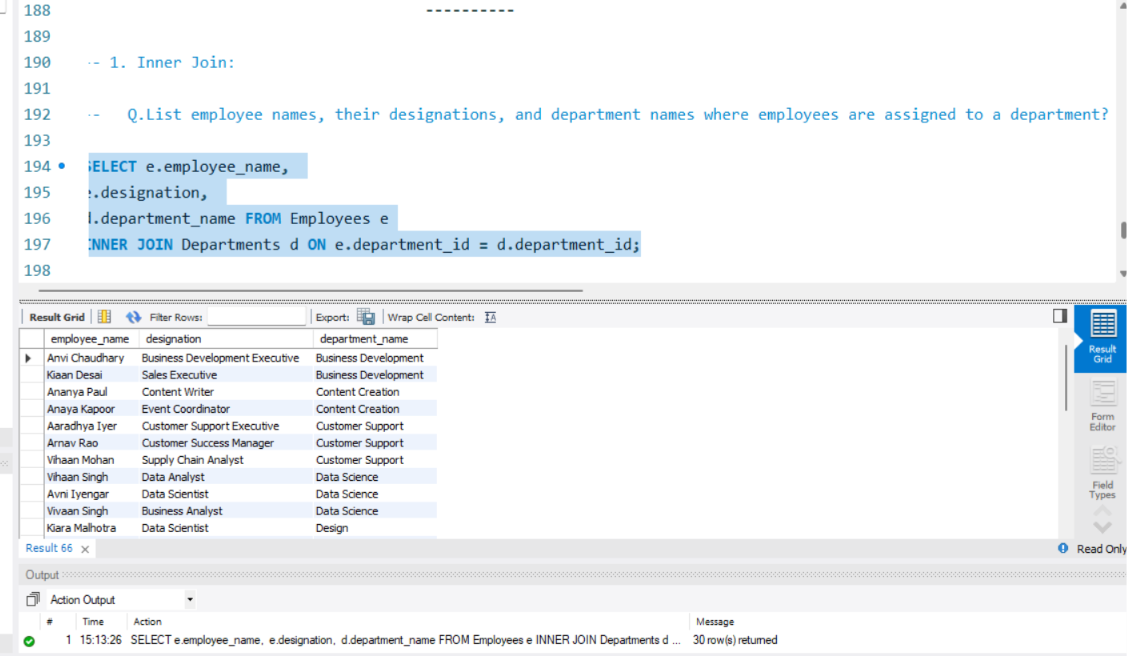 188 ----------
189
190 -- 1. Inner Join:
191
192 -- Q.List employee names, their designations, and department names where employees are assigned to a department?
193
194 SELECT e.employee_name,
195 e.designation,
196 d.department_name FROM Employees e
197 INNER JOIN Departments d ON e.department_id = d.department_id;
198
Result Grid Filter Rows: Export: Wrap Cell Content:
employee_name designation department_name
Anvi Chaudhary Business Development Executive Business Development
Kiaan Desai Sales Executive Business Development
Ananya Paul Content Writer Content Creation
Anaya Kapoor Event Coordinator Content Creation
Aaradhya Iyer Customer Support Executive Customer Support
Arnav Rao Customer Success Manager Customer Support
Vihaan Mohan Supply Chain Analyst Customer Support
Vihaan Singh Data Analyst Data Science
Avni Iyengar Data Scientist Data Science
Vivaan Singh Business Analyst Data Science
Kiara Malhotra Data Scientist Design
Result
Grid
Form
Editor
Field
Types
Result 66 Read Only
Output
Action Output
# Time Action Message
1 15:13:26 SELECT e.employee_name, e.designation, d.department_name FROM Employees e INNER JOIN Departments d ... 30 row(s) returned